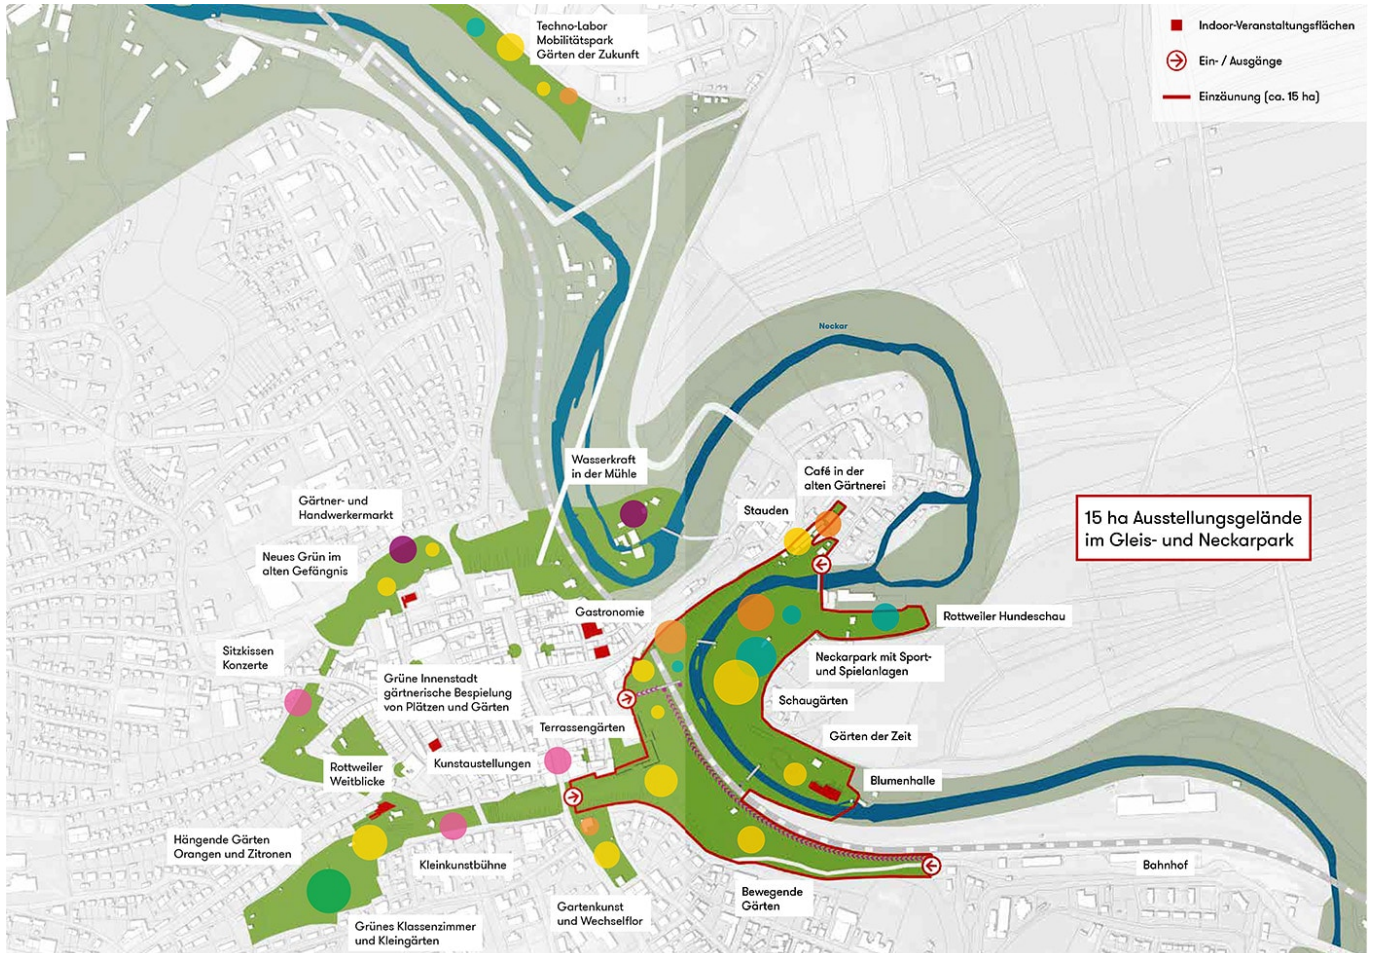 Techno-Labor
Mobilitätspark
Gärten der Zukunft
Indoor-Veranstaltungsflächen
Ein- / Ausgänge
Einzäunung (ca. 15 ha)
Neckar
Wasserkraft
in der Mühle
Café in der
alten Gärtnerei
Stauden
Gärtner- und
Handwerkermarkt
15 ha Ausstellungsgelände
im Gleis- und Neckarpark
Neues Grün im
alten Gefängnis
Gastronomie
Rottweiler Hundeschau
Sitzkissen
Konzerte
Neckarpark mit Sport-
und Spielanlagen
Grüne Innenstadt
gärtnerische Bespielung
von Plätzen und Gärten
Schaugärten
Terrassengärten
Gärten der Zeit
Rottweiler
Weitblicke
Kunstaustellungen
Blumenhalle
Hängende Gärten
Orangen und Zitronen
Kleinkunstbühne
Bahnhof
Bewegende
Gärten
Gartenkunst
und Wechselflor
Grünes Klassenzimmer
und Kleingärten